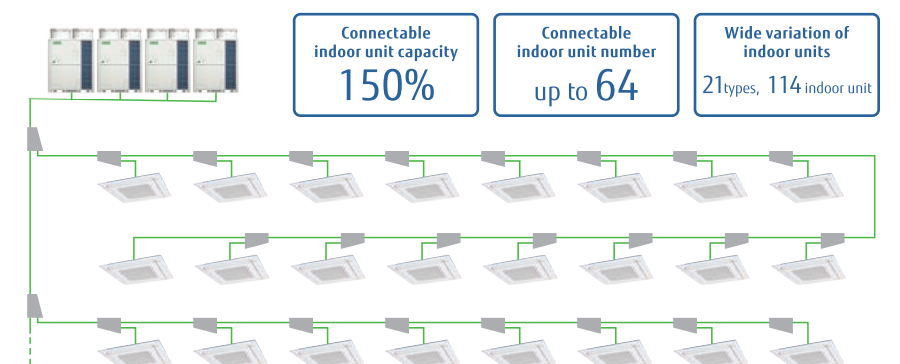 Connectable
indoor unit capacity
150%
Connectable
indoor unit number
up to 64
Wide variation of
indoor units
21types, 114 indoor unit